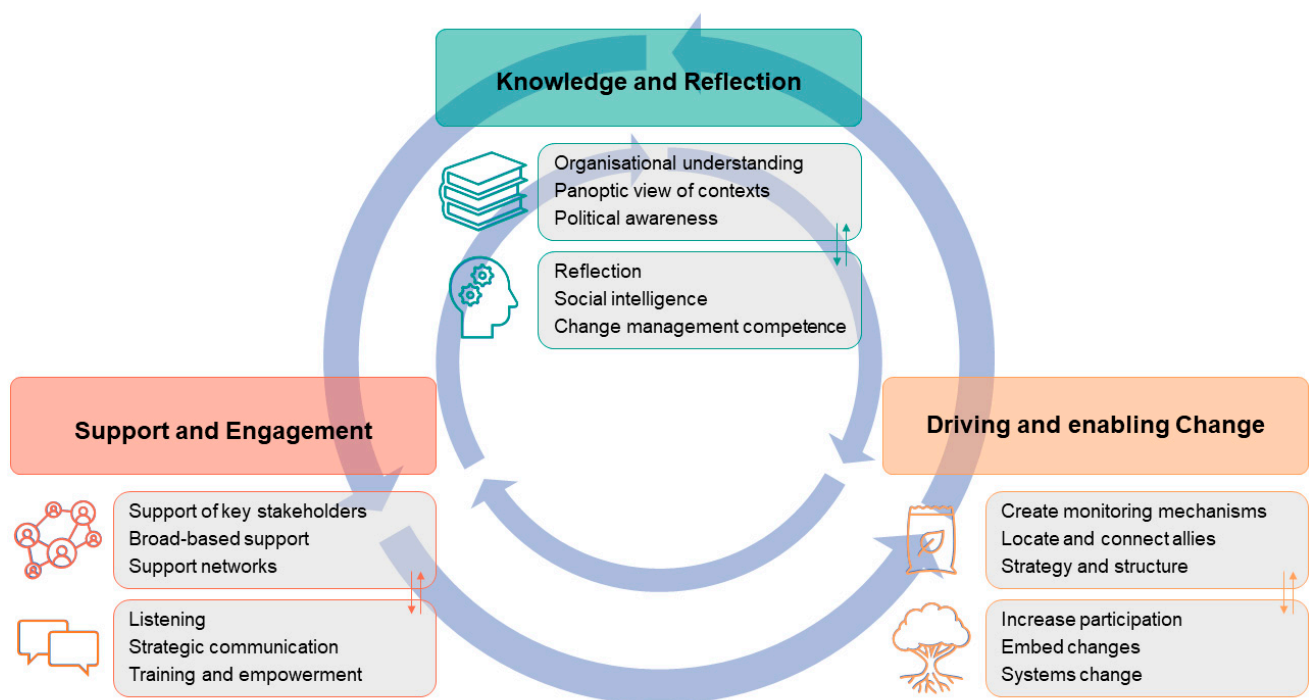 Knowledge and Reflection
Organisational understanding
Panoptic view of contexts
Political awareness
Reflection
Social intelligence
Change management competence
Support and Engagement
Support of key stakeholders
Broad-based support
Support networks
Listening
Strategic communication
Training and empowerment
Driving and enabling Change
Create monitoring mechanisms
Locate and connect allies
Strategy and structure
Increase participation
Embed changes
Systems change